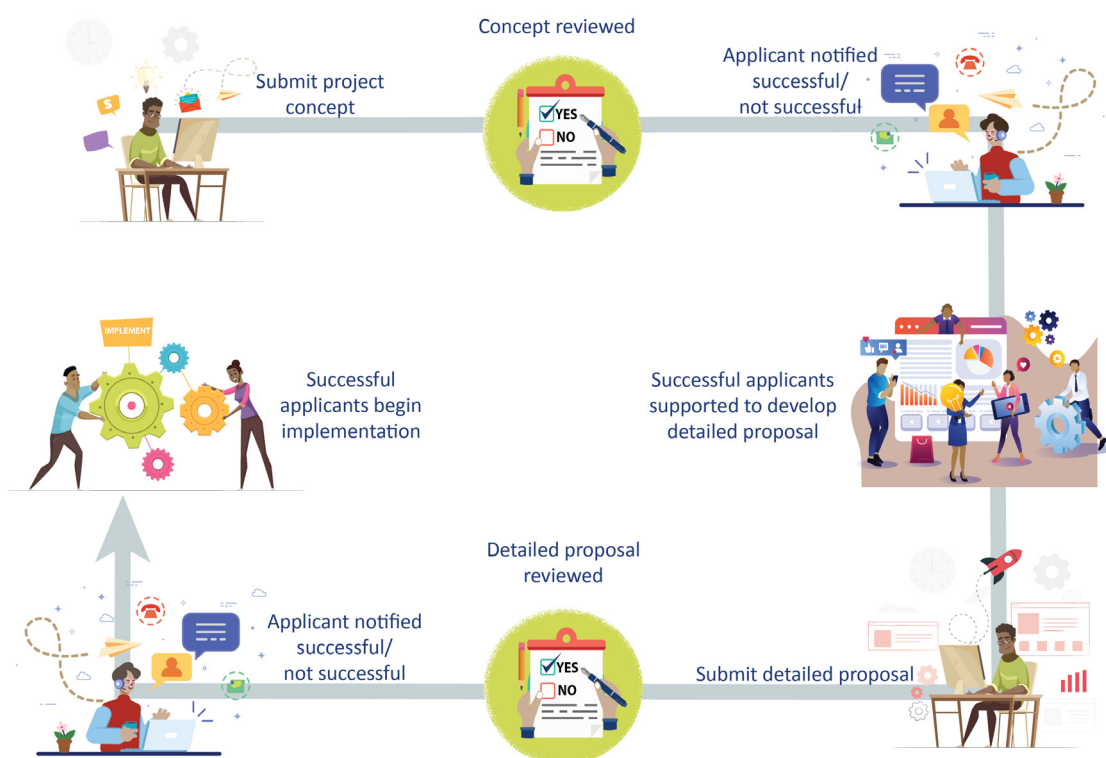 Concept reviewed
Submit project
concept
Applicant notified
successful/
not successful
$
YES
NO
IMPLEMENT
Successful
applicants begin
implementation
Successful applicants
supported to develop
detailed proposal
Detailed proposal
reviewed
Applicant notified
successful/
not successful
YES
NO
Submit detailed proposal